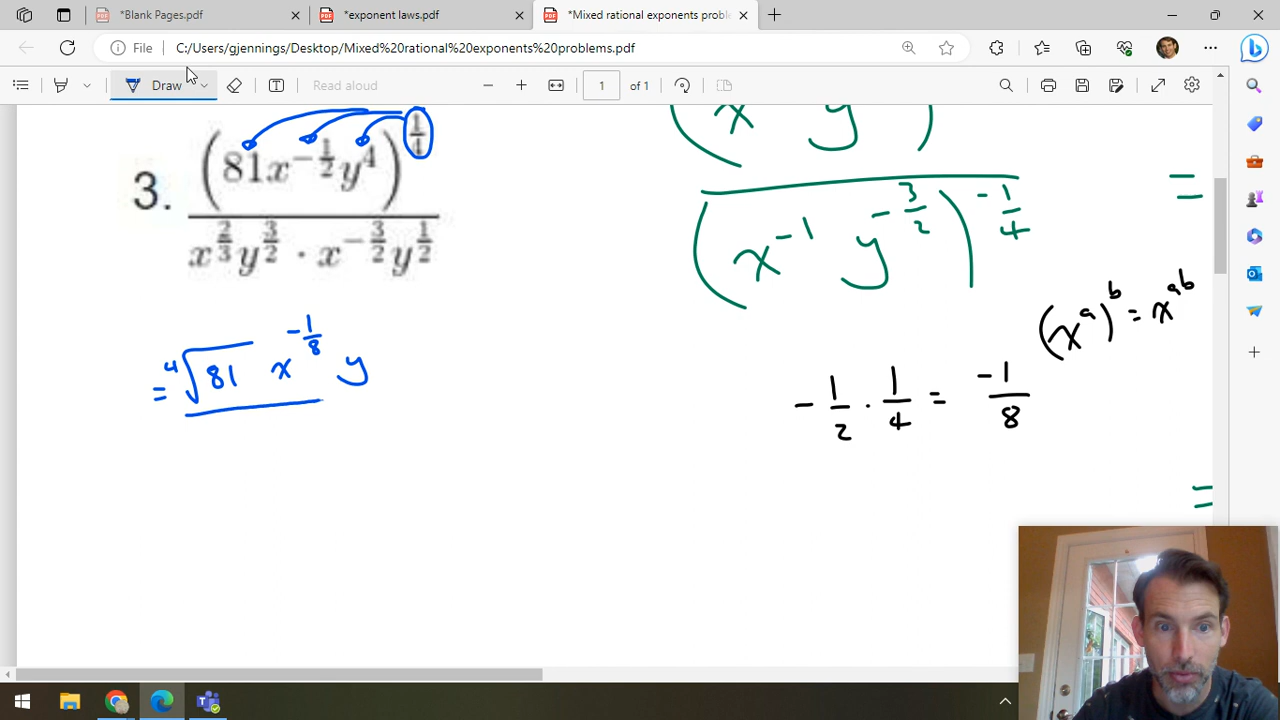 *Blank Pages.pdf
*exponent laws.pdf
*Mixed rational exponents proble
File C:/Users/gjennings/Desktop/Mixed%20rational%20exponents%20problems.pdf
Draw Read aloud 1 of 1
3. (81x^{-1/2}y^4)^{1/4} / (x^{2/3}y^{3/2} · x^{-3/2}y^{1/2})
(x y)
(x^{-1} y^{-3/2})^{-1/4}
=
(x^a)^b = x^{ab}
= ⁴√81 x^{-1/8} y
-1/2 · 1/4 = -1/8
=